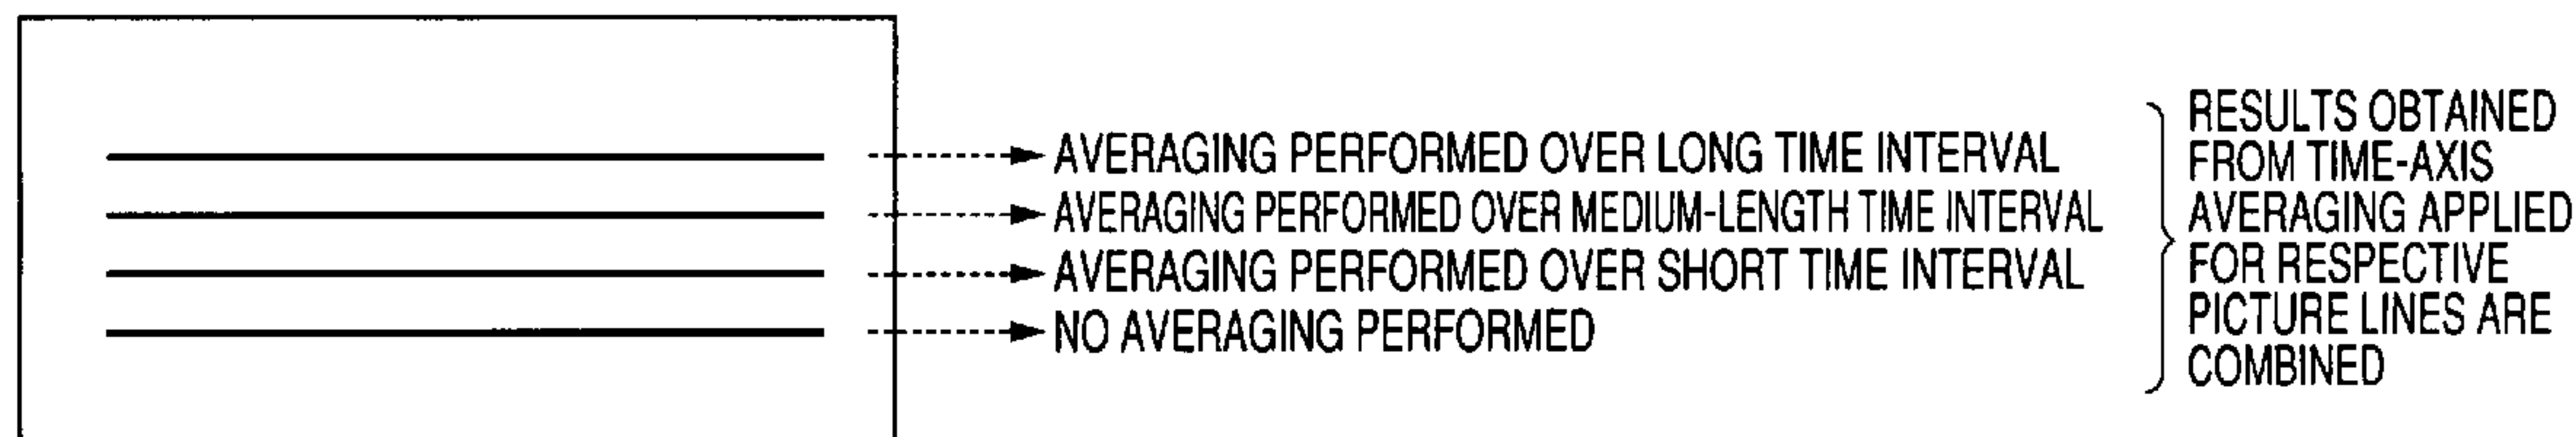 AVERAGING PERFORMED OVER LONG TIME INTERVAL
AVERAGING PERFORMED OVER MEDIUM-LENGTH TIME INTERVAL
AVERAGING PERFORMED OVER SHORT TIME INTERVAL
NO AVERAGING PERFORMED
RESULTS OBTAINED
FROM TIME-AXIS
AVERAGING APPLIED
FOR RESPECTIVE
PICTURE LINES ARE
COMBINED